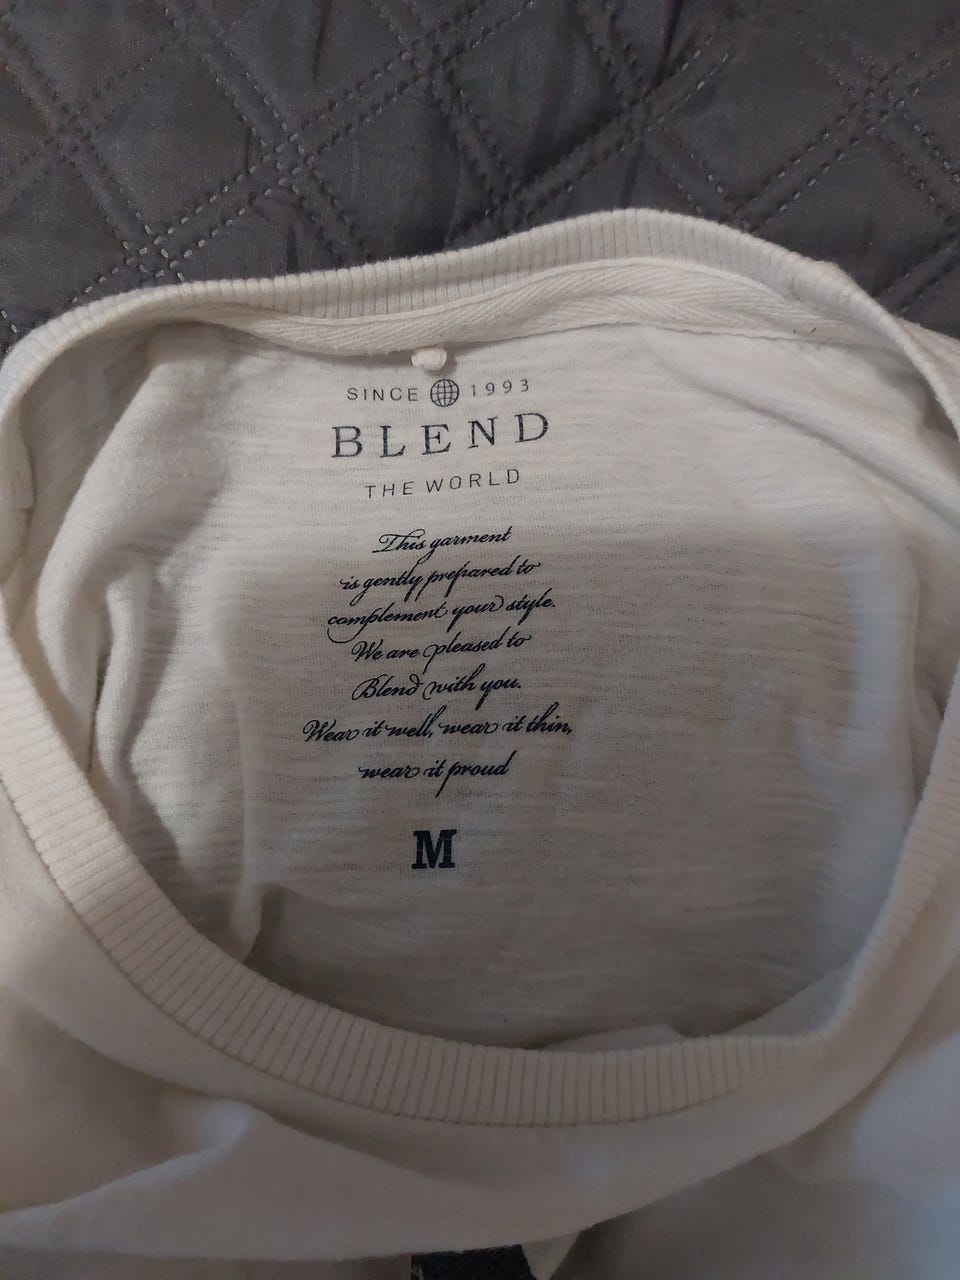 SINCE 1993
BLEND
THE WORLD
This garment
is gently prepared to
complement your style.
We are pleased to
Blend with you.
Wear it well, wear it thin,
wear it proud
M